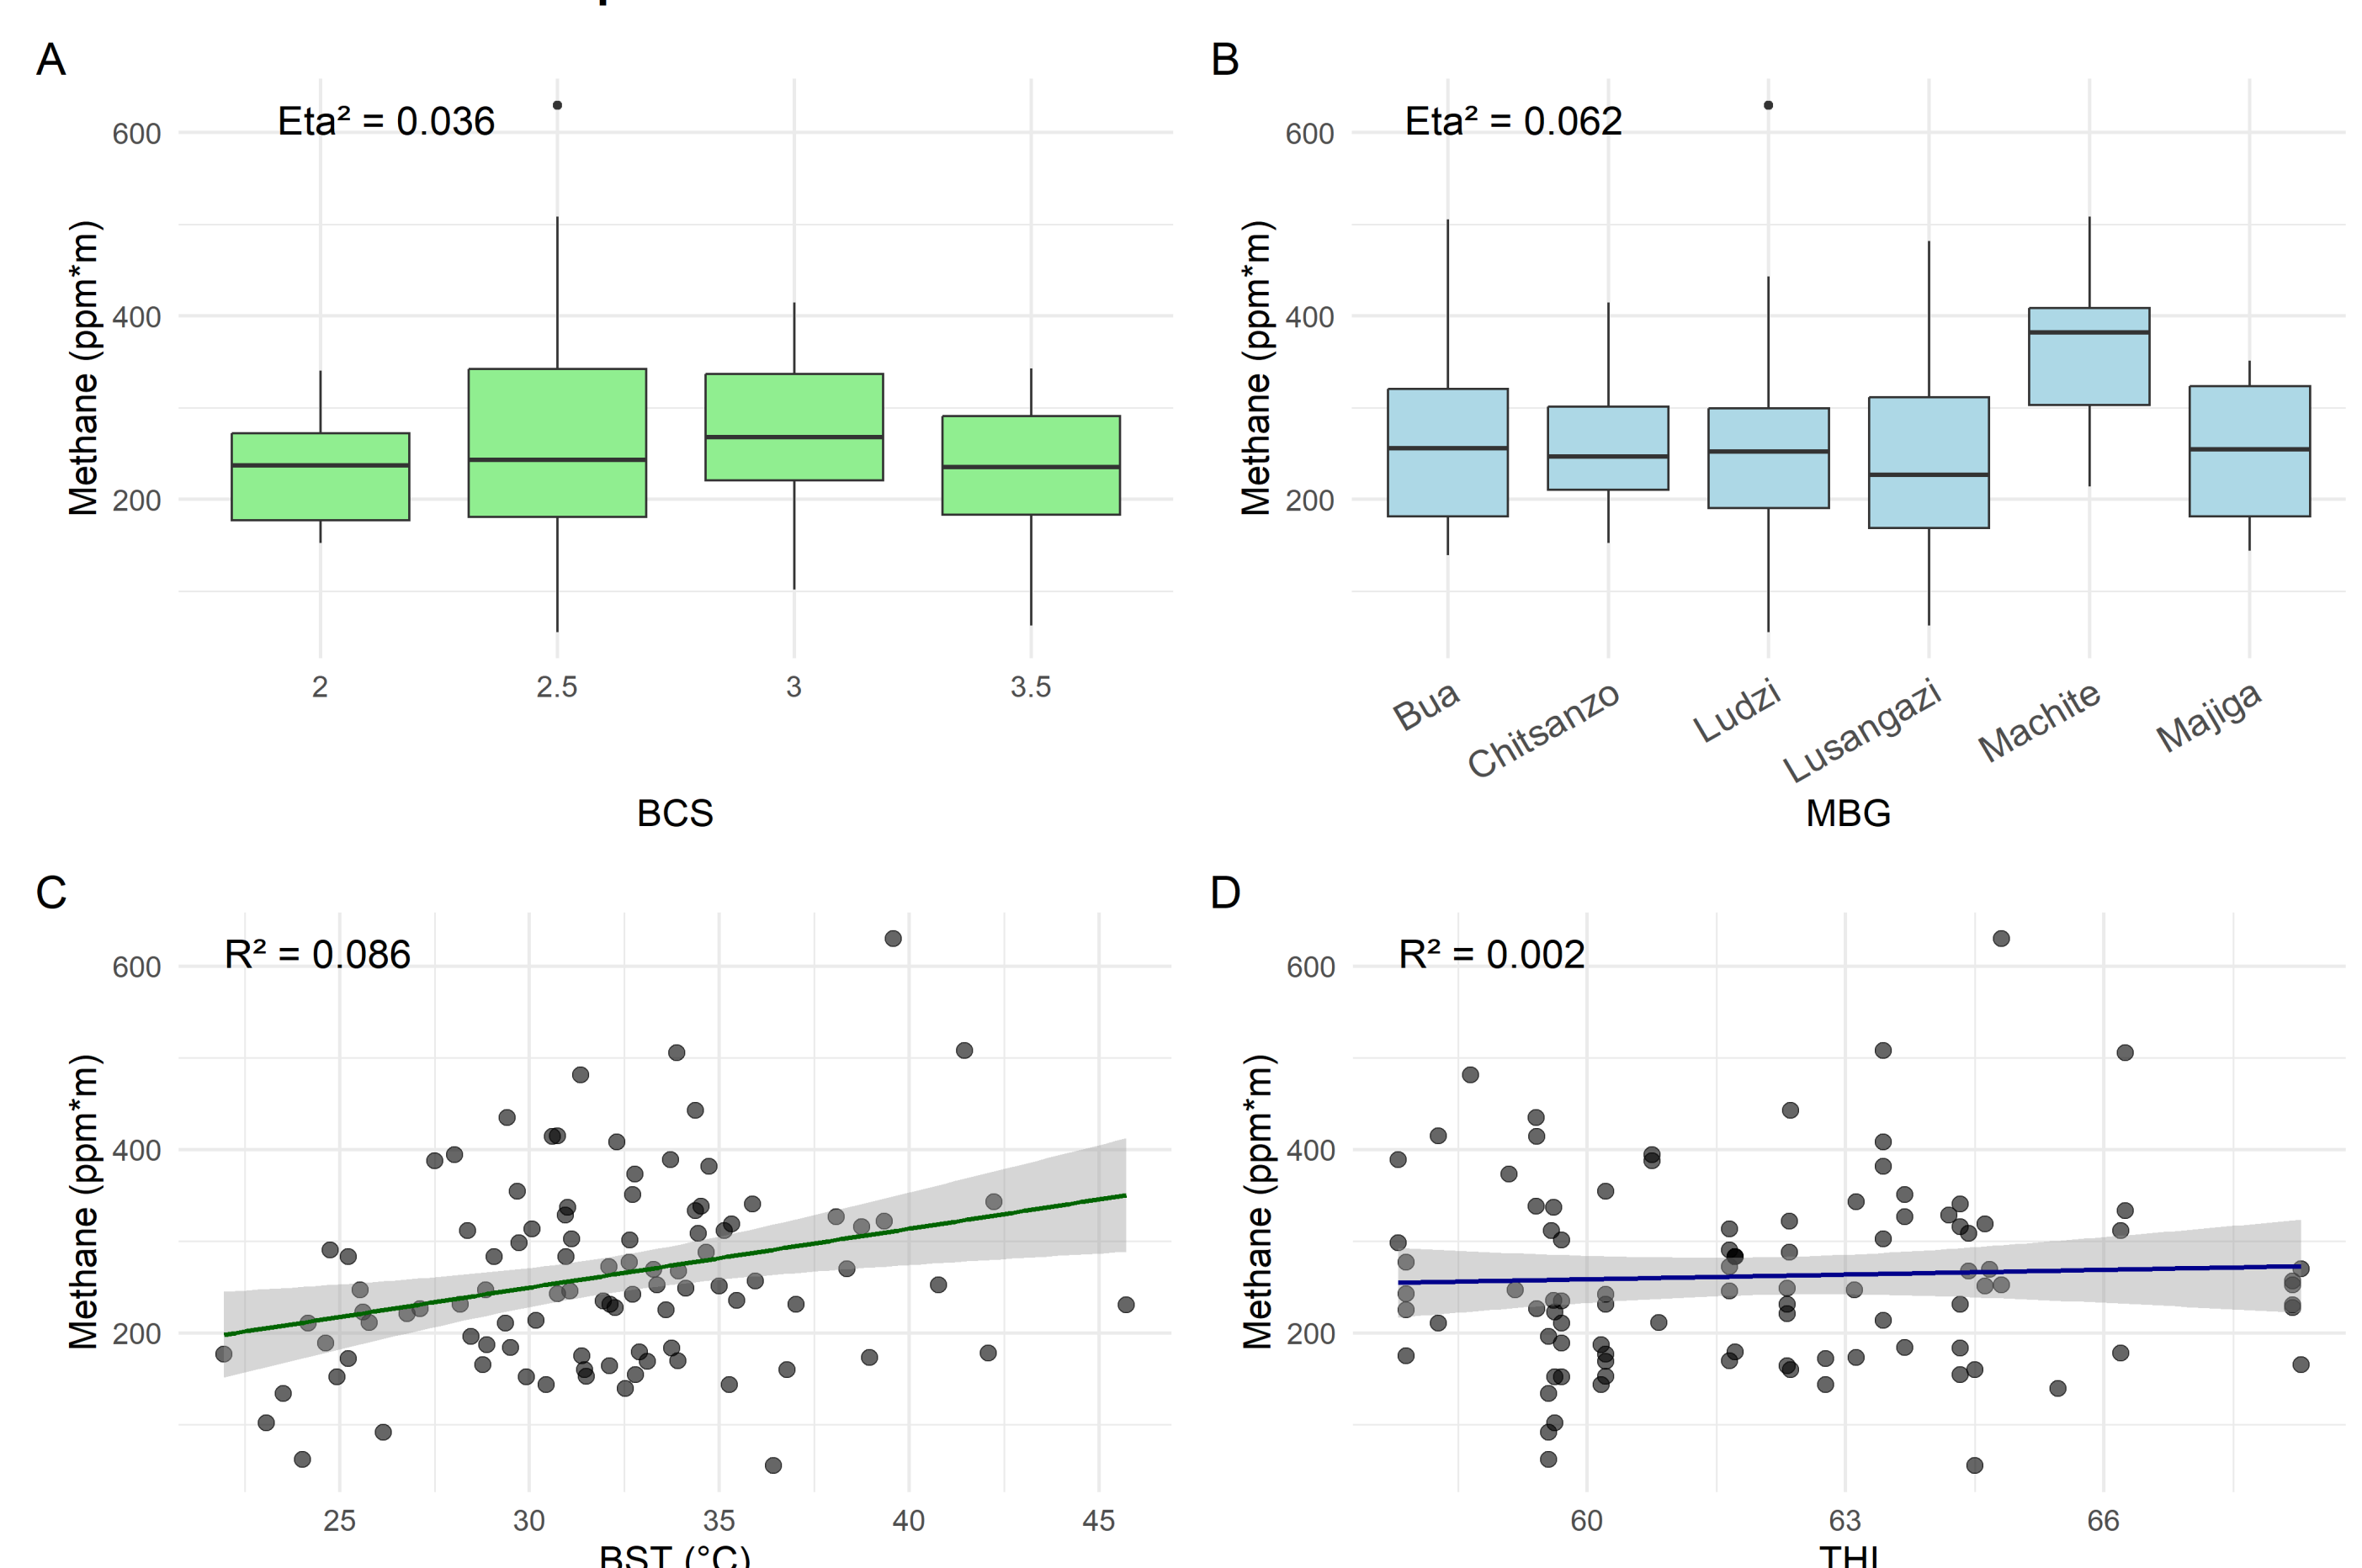 A
B
Eta² = 0.036
Eta² = 0.062
Methane (ppm*m)
600
400
200
Methane (ppm*m)
600
400
200
2 2.5 3 3.5
Bua Chitsanzo Ludzi Lusangazi Machite Majiga
BCS
MBG
C
D
R² = 0.086
R² = 0.002
Methane (ppm*m)
600
400
200
Methane (ppm*m)
600
400
200
25 30 35 40 45
60 63 66
BST (°C)
THI